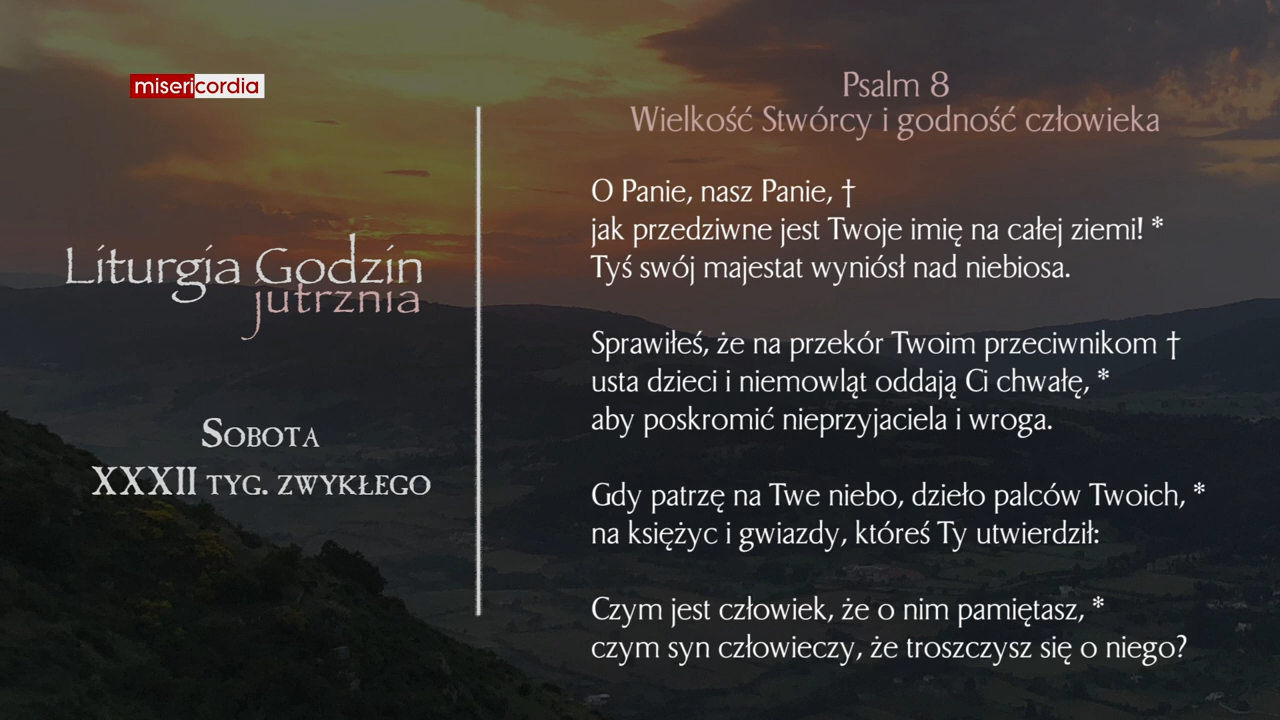 misericordia
Liturgia Godzin
jutrznia
Sobota
XXXII tyg. zwykłego
Psalm 8
Wielkość Stwórcy i godność człowieka
O Panie, nasz Panie, †
jak przedziwne jest Twoje imię na całej ziemi! *
Tyś swój majestat wyniósł nad niebiosa.
Sprawiłeś, że na przekór Twoim przeciwnikom †
usta dzieci i niemowląt oddają Ci chwałę, *
aby poskromić nieprzyjaciela i wroga.
Gdy patrzę na Twe niebo, dzieło palców Twoich, *
na księżyc i gwiazdy, któreś Ty utwierdził:
Czym jest człowiek, że o nim pamiętasz, *
czym syn człowieczy, że troszczysz się o niego?